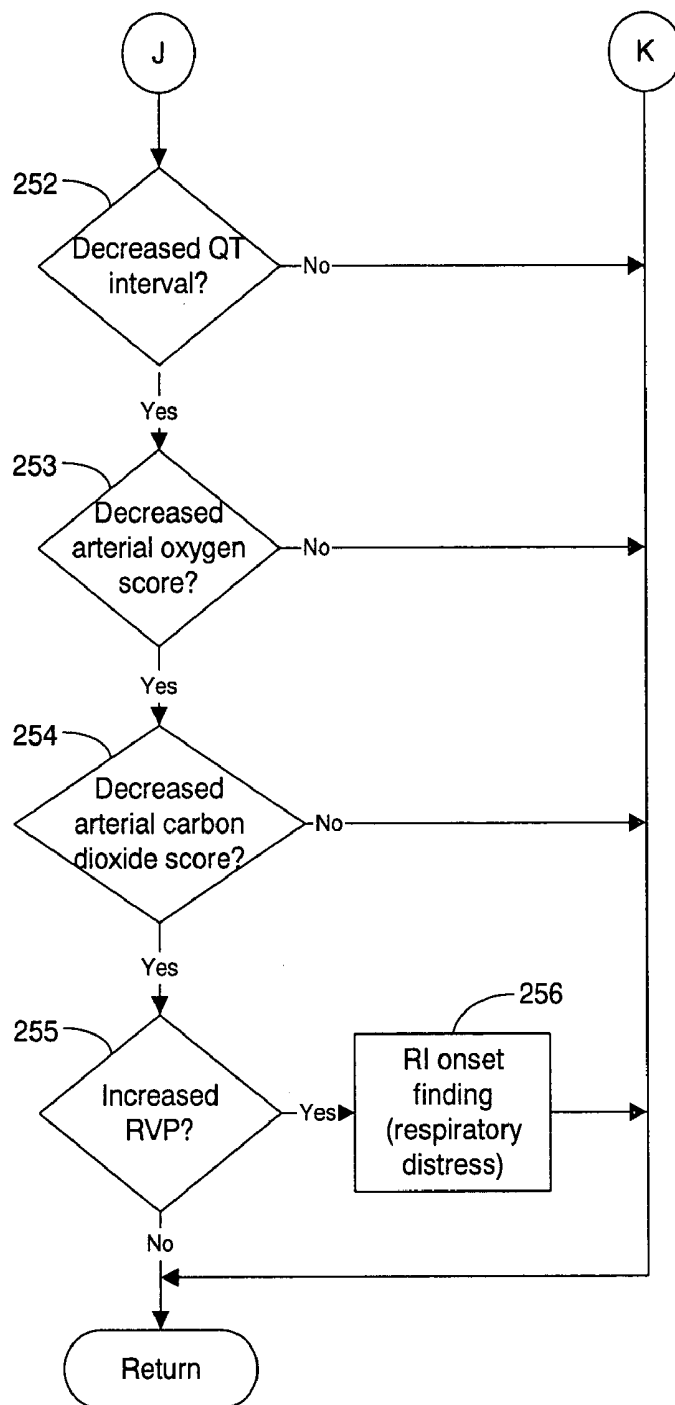 J
K
252
Decreased QT
interval?
No
Yes
253
Decreased
arterial oxygen
score?
No
Yes
254
Decreased
arterial carbon
dioxide score?
No
Yes
255
Increased
RVP?
Yes
256
RI onset
finding
(respiratory
distress)
No
Return